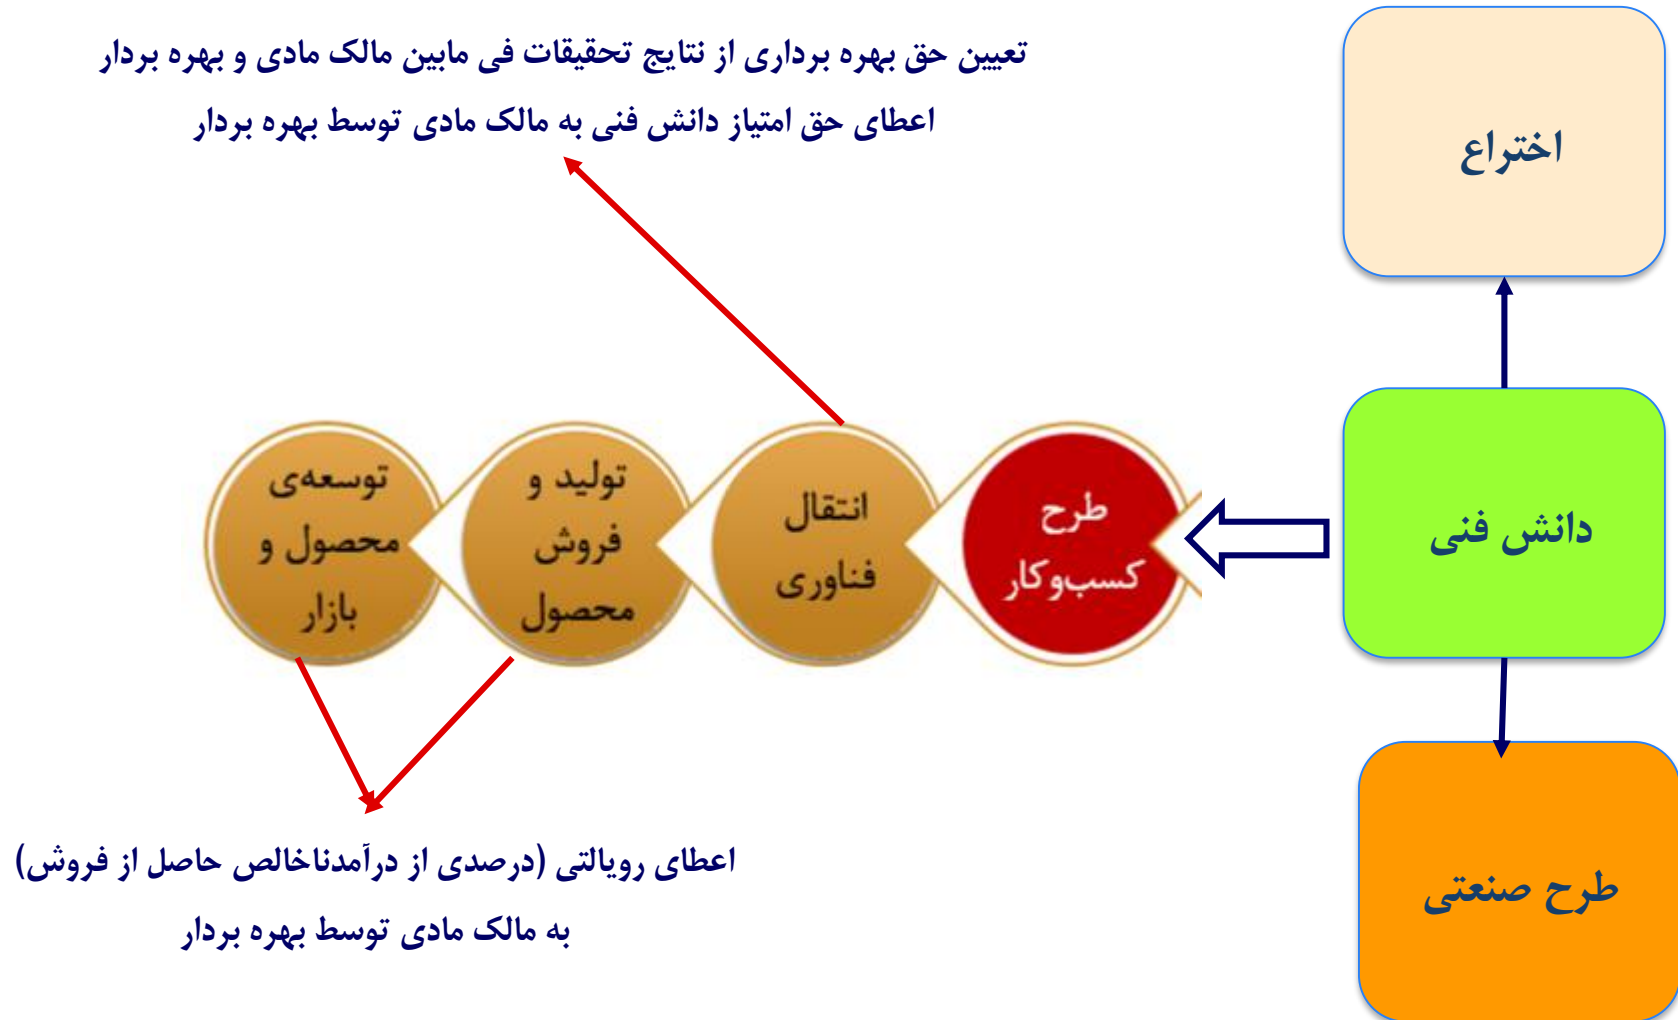 تعیین حق بهره برداری از نتایج تحقیقات فی مابین مالک مادی و بهره بردار
اعطای حق امتیاز دانش فنی به مالک مادی توسط بهره بردار
اختراع
دانش فنی
طرح صنعتی
طرح
کسب‌وکار
انتقال
فناوری
تولید و
فروش
محصول
توسعه‌ی
محصول و
بازار
اعطای رویالتی (درصدی از درآمدناخالص حاصل از فروش)
به مالک مادی توسط بهره بردار